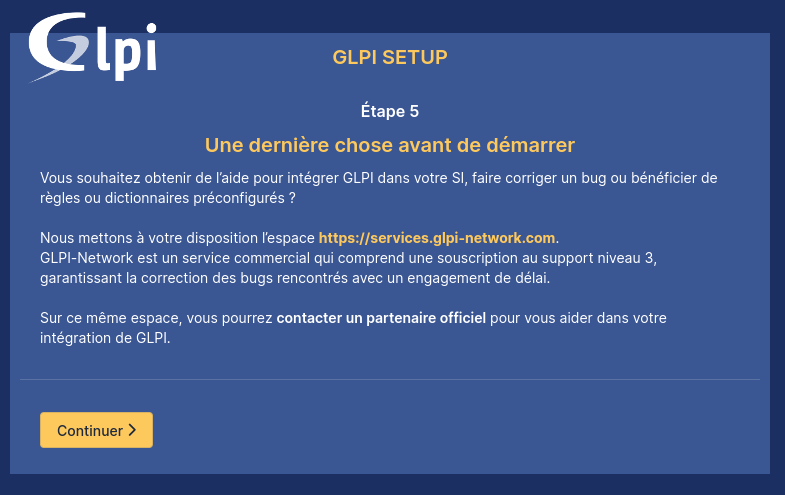 Glpi
GLPI SETUP
Étape 5
Une dernière chose avant de démarrer
Vous souhaitez obtenir de l'aide pour intégrer GLPI dans votre SI, faire corriger un bug ou bénéficier de
règles ou dictionnaires préconfigurés ?
Nous mettons à votre disposition l'espace https://services.glpi-network.com.
GLPI-Network est un service commercial qui comprend une souscription au support niveau 3,
garantissant la correction des bugs rencontrés avec un engagement de délai.
Sur ce même espace, vous pourrez contacter un partenaire officiel pour vous aider dans votre
intégration de GLPI.
Continuer